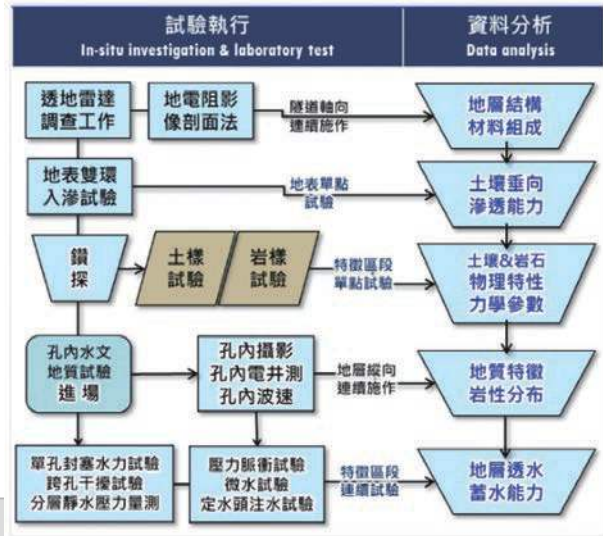 試驗執行
In-situ investigation & laboratory test
資料分析
Data analysis
透地雷達
調查工作
地電阻影
像剖面法
隧道軸向
連續施作
地層結構
材料組成
地表雙環
入滲試驗
地表單點
試驗
土壤垂向
滲透能力
鑽
探
土樣
試驗
岩樣
試驗
特徵區段
單點試驗
土壤&岩石
物理特性
力學參數
孔內水文
地質試驗
進場
孔內攝影
孔內電井測
孔內波速
地層縱向
連續施作
地質特徵
岩性分布
單孔封塞水力試驗
跨孔干擾試驗
分層靜水壓力量測
壓力脈衝試驗
微水試驗
定水頭注水試驗
特徵區段
連續試驗
地層透水
蓄水能力